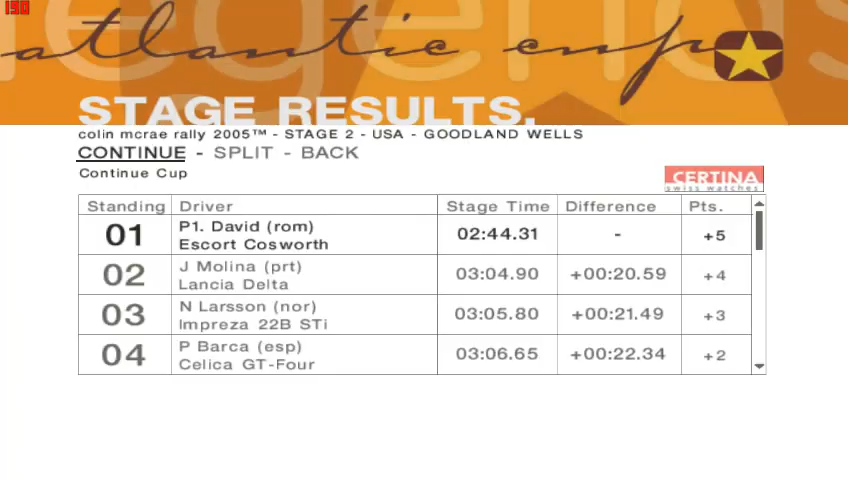 190
legends
atlantic cup
STAGE RESULTS.
colin mcrae rally 2005™ - STAGE 2 - USA - GOODLAND WELLS
CONTINUE - SPLIT - BACK
Continue Cup
CERTINA
swiss watches
Standing Driver Stage Time Difference Pts.
01 P1. David (rom) Escort Cosworth 02:44.31 - +5
02 J Molina (prt) Lancia Delta 03:04.90 +00:20.59 +4
03 N Larsson (nor) Impreza 22B STi 03:05.80 +00:21.49 +3
04 P Barca (esp) Celica GT-Four 03:06.65 +00:22.34 +2